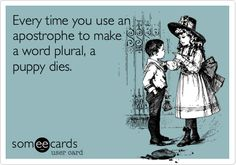 Every time you use an
apostrophe to make
a word plural, a
puppy dies.
someecards
user card